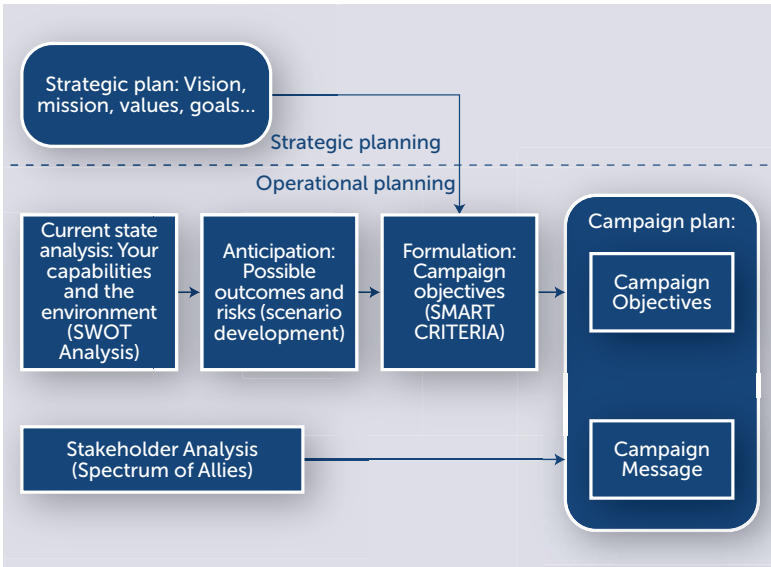 Strategic plan: Vision,
mission, values, goals...
Strategic planning
Operational planning
Current state
analysis: Your
capabilities
and the
environment
(SWOT
Analysis)
Anticipation:
Possible
outcomes and
risks (scenario
development)
Formulation:
Campaign
objectives
(SMART
CRITERIA)
Campaign plan:
Campaign
Objectives
Stakeholder Analysis
(Spectrum of Allies)
Campaign
Message